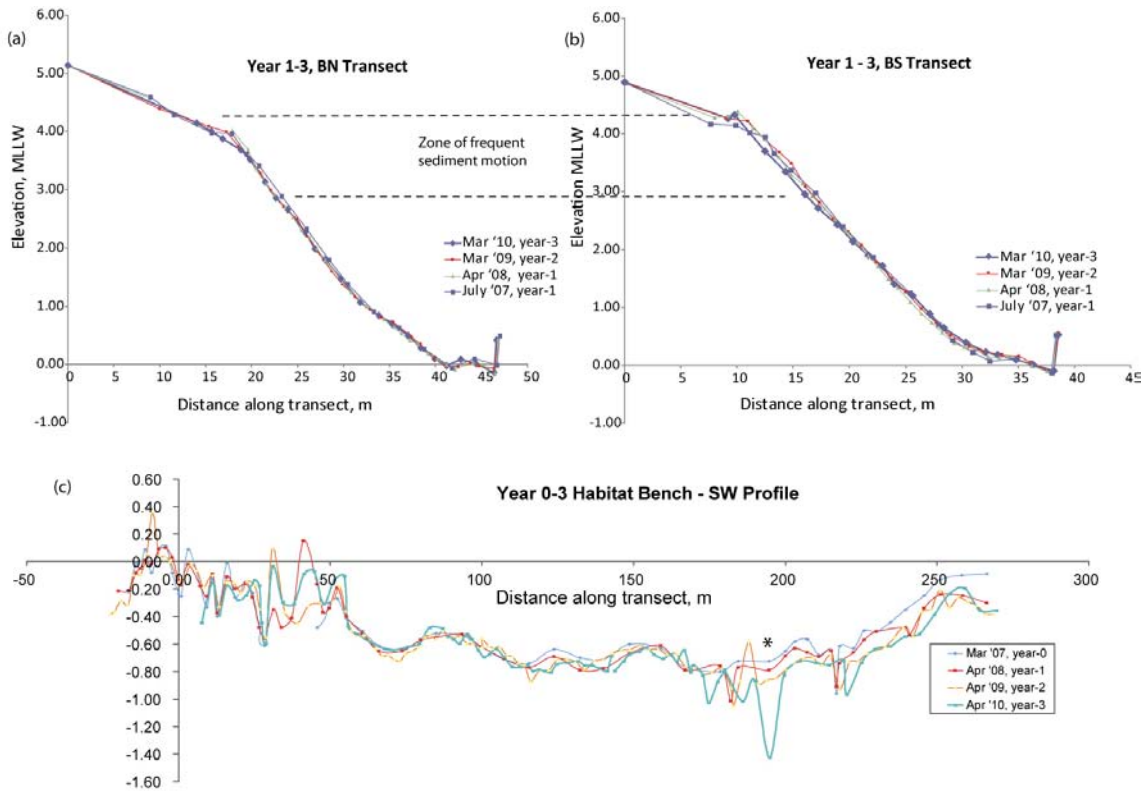 (a)
Year 1-3, BN Transect
Elevation, MLLW
6.00
5.00
4.00
3.00
2.00
1.00
0.00
-1.00
0 5 10 15 20 25 30 35 40 45 50
Distance along transect, m
Mar '10, year-3
Mar '09, year-2
Apr '08, year-1
July '07, year-1
Zone of frequent
sediment motion
(b)
Year 1 - 3, BS Transect
Elevation MLLW
6.00
5.00
4.00
3.00
2.00
1.00
0.00
-1.00
0 5 10 15 20 25 30 35 40 45
Distance along transect, m
Mar '10, year-3
Mar '09, year-2
Apr '08, year-1
July '07, year-1
(c)
Year 0-3 Habitat Bench - SW Profile
0.60
0.40
0.20
0.00
-0.20
-0.40
-0.60
-0.80
-1.00
-1.20
-1.40
-1.60
-50 0.00 50 100 150 200 250 300
Distance along transect, m
*
Mar '07, year-0
Apr '08, year-1
Apr '09, year-2
Apr '10, year-3